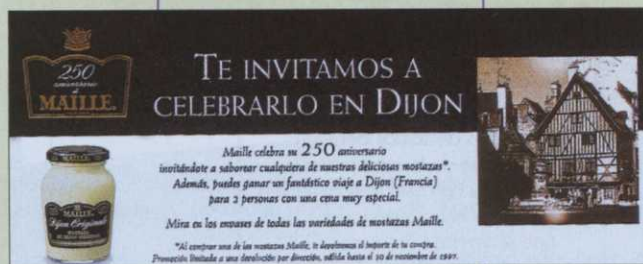 250
aniversario
MAILLE
TE INVITAMOS A
CELEBRARLO EN DIJON
Maille celebra su 250 aniversario
invitándote a saborear cualquiera de nuestras deliciosas mostazas*.
Además, puedes ganar un fantástico viaje a Dijon (Francia)
para 2 personas con una cena muy especial.
Mira en los envases de todas las variedades de mostazas Maille.
*Al comprar una de las mostazas Maille, te devolvemos el importe de tu compra.
Promoción limitada a una devolución por dirección, válida hasta el 30 de noviembre de 1997.
MAILLE
Dijon Originale